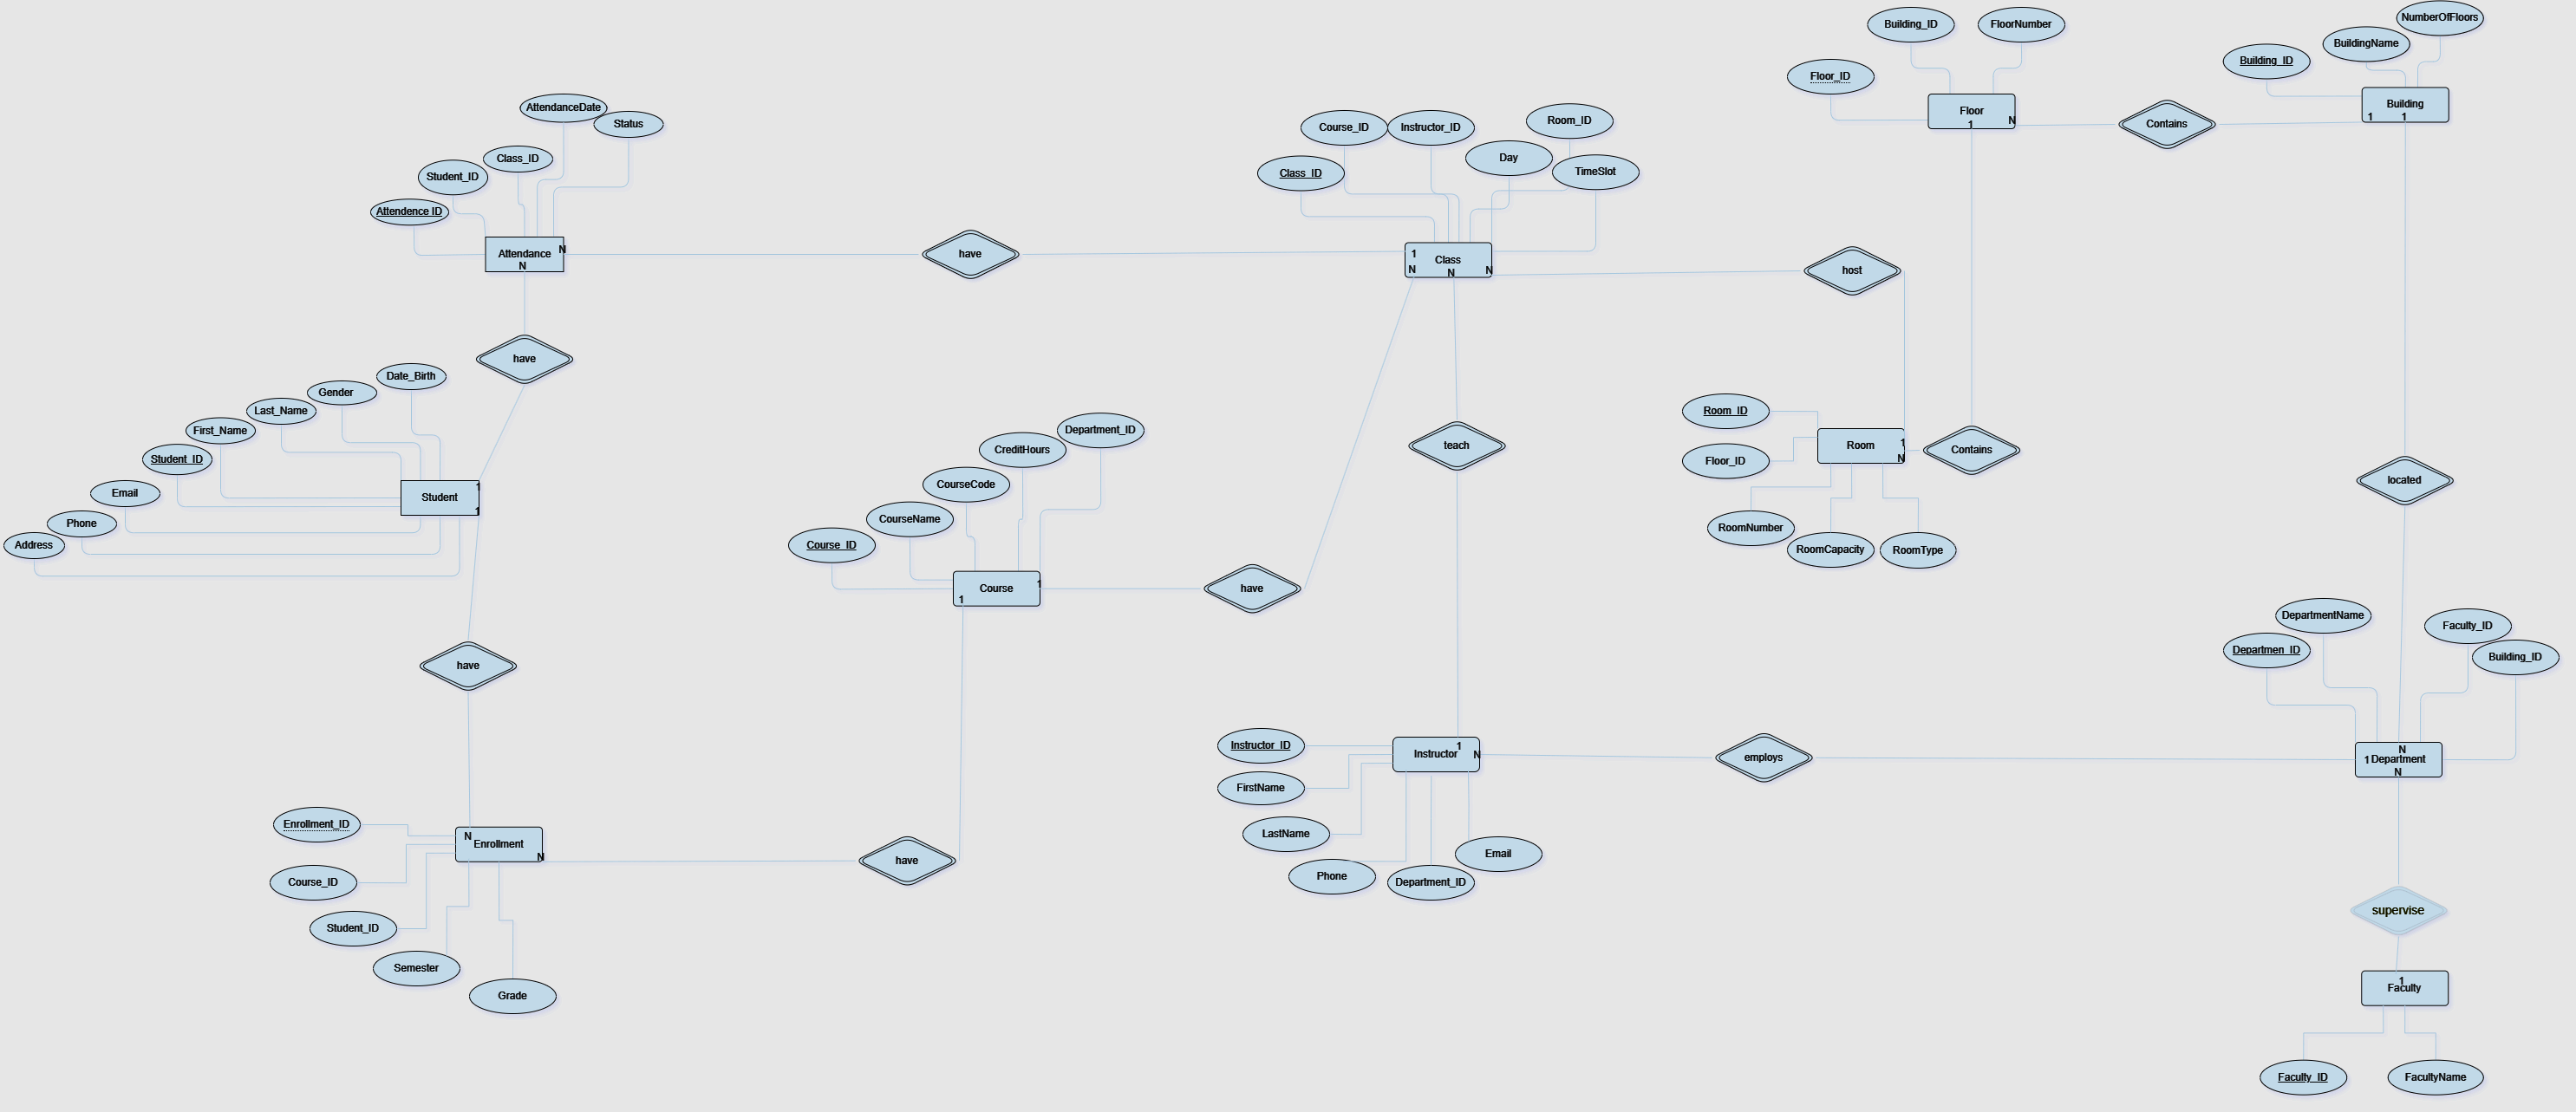 NumberOfFloors
Building_ID
FloorNumber
BuildingName
Building_ID
Floor_ID
Building
1
1
Floor
1
N
Contains
AttendanceDate
Status
Class_ID
Student_ID
Attendence ID
Attendance
N
N
have
Course_ID
Instructor_ID
Room_ID
Day
TimeSlot
Class_ID
1
Class
N
N
N
host
have
Date_Birth
Gender
Last_Name
First_Name
Student_ID
Email
Phone
Address
Student
1
1
Department_ID
CreditHours
CourseCode
CourseName
Course_ID
Course
1
1
have
teach
Room_ID
Floor_ID
Room
1
N
Contains
RoomNumber
RoomCapacity
RoomType
located
DepartmentName
Faculty_ID
Departmen_ID
Building_ID
N
1
Department
N
have
Instructor_ID
FirstName
LastName
Phone
Department_ID
Email
Instructor
1
N
employs
Enrollment_ID
Course_ID
Student_ID
Semester
Grade
N
Enrollment
N
have
supervise
1
Faculty
Faculty_ID
FacultyName